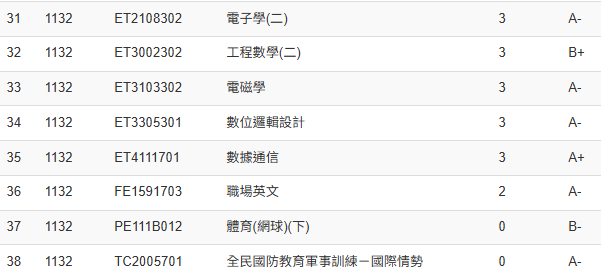 31 1132 ET2108302 電子學(二) 3 A-
32 1132 ET3002302 工程數學(二) 3 B+
33 1132 ET3103302 電磁學 3 A-
34 1132 ET3305301 數位邏輯設計 3 A-
35 1132 ET4111701 數據通信 3 A+
36 1132 FE1591703 職場英文 2 A-
37 1132 PE111B012 體育(網球)(下) 0 B-
38 1132 TC2005701 全民國防教育軍事訓練－國際情勢 0 A-